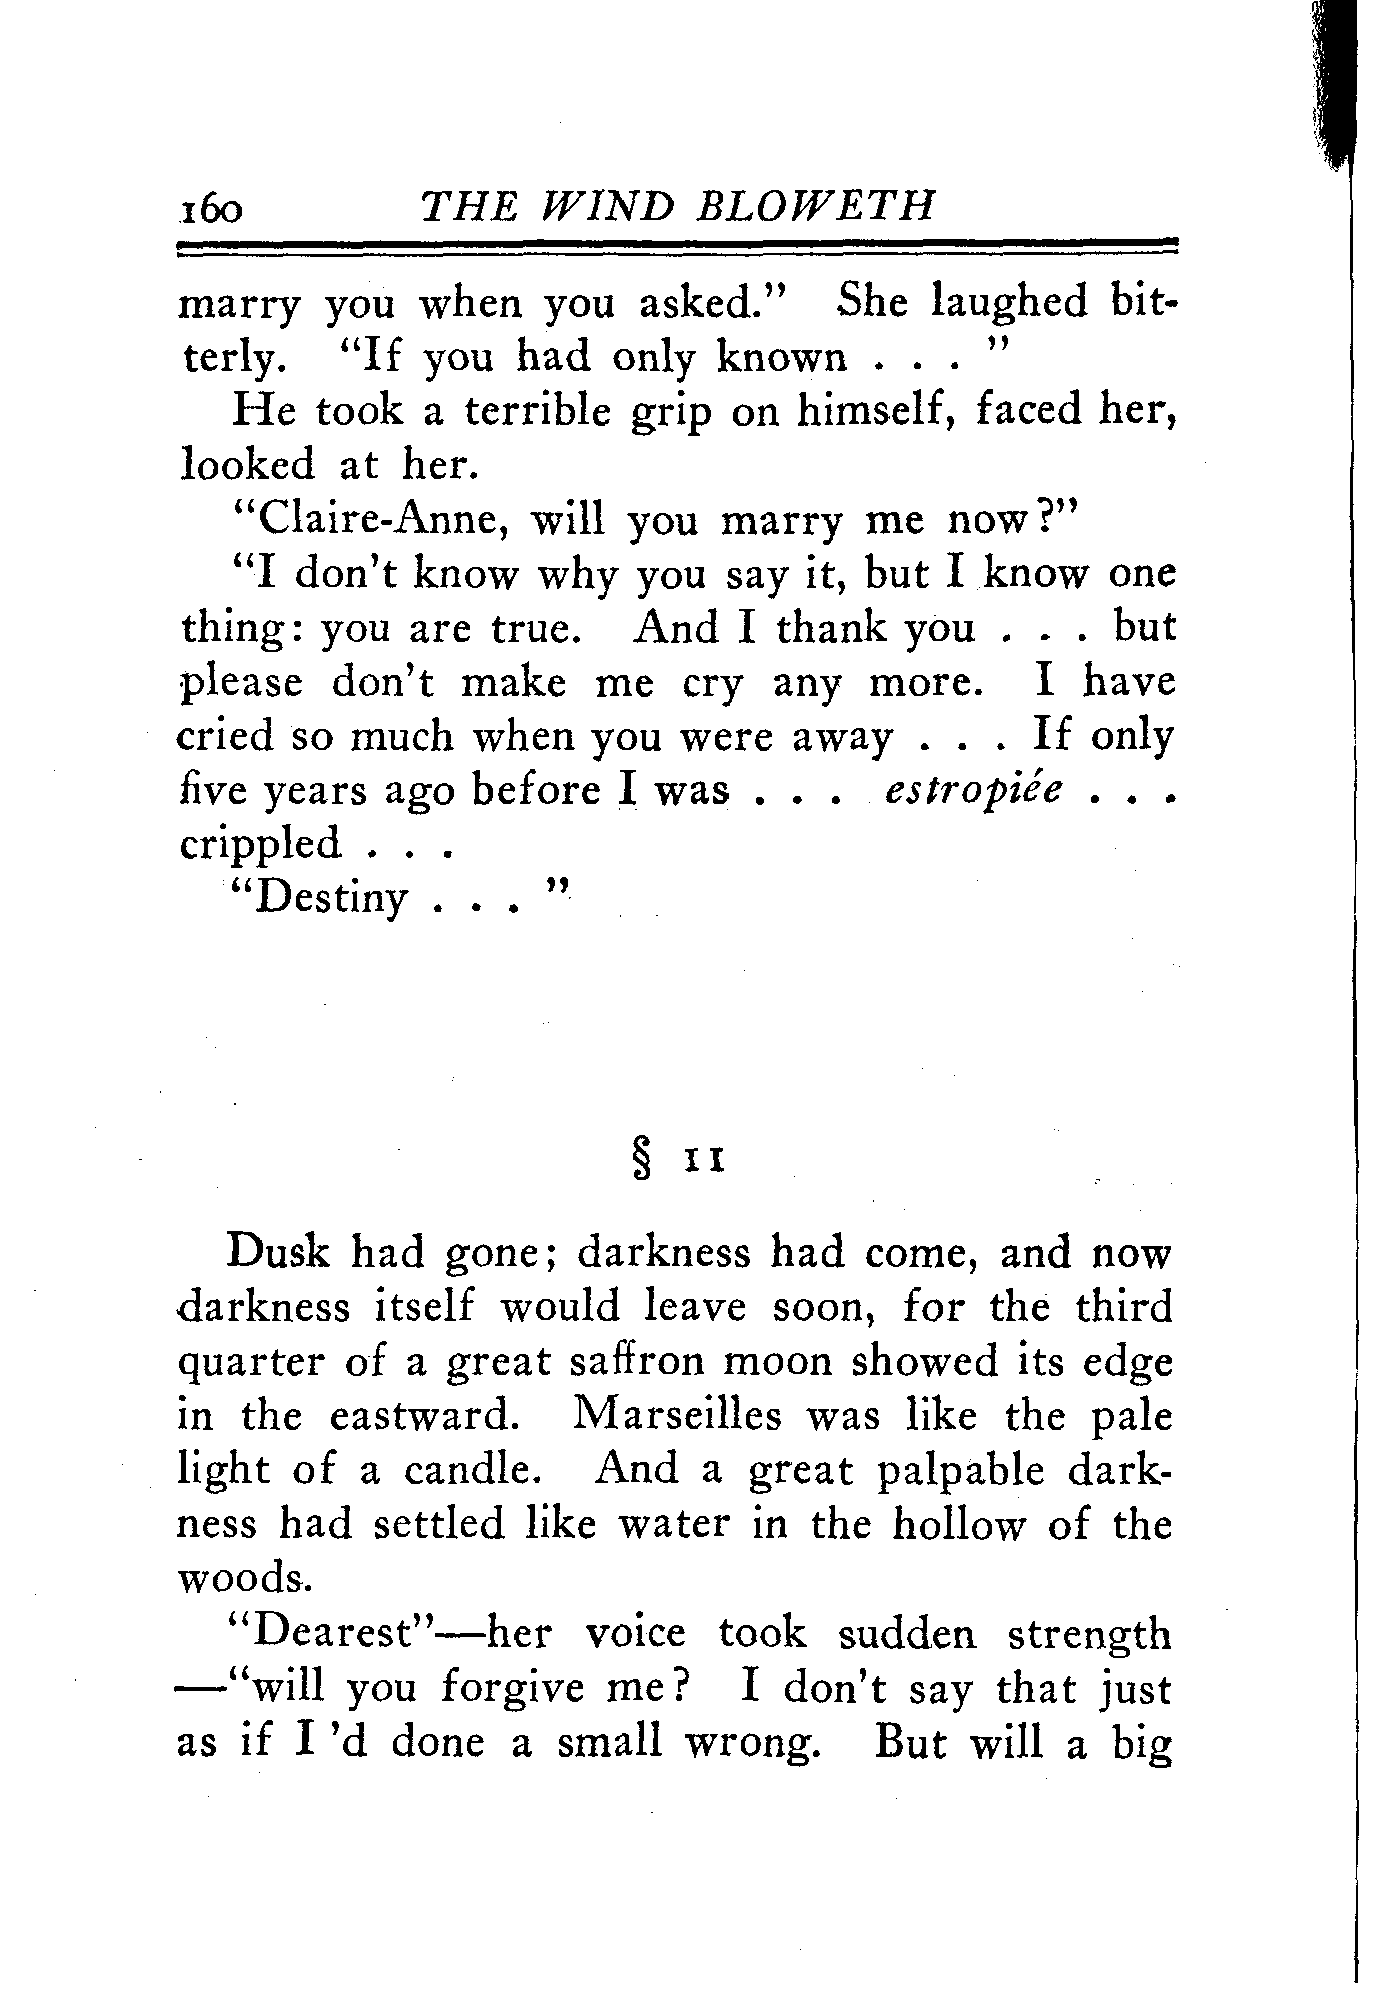 160 THE WIND BLOWETH
marry you when you asked." She laughed bit-
terly. "If you had only known . . . "
He took a terrible grip on himself, faced her,
looked at her.
"Claire-Anne, will you marry me now?"
"I don't know why you say it, but I know one
thing: you are true. And I thank you . . . but
please don't make me cry any more. I have
cried so much when you were away . . . If only
five years ago before I was . . . estropiée . . .
crippled . . .
"Destiny . . . "
§ 11
Dusk had gone; darkness had come, and now
darkness itself would leave soon, for the third
quarter of a great saffron moon showed its edge
in the eastward. Marseilles was like the pale
light of a candle. And a great palpable dark-
ness had settled like water in the hollow of the
woods.
"Dearest"—her voice took sudden strength
—"will you forgive me? I don't say that just
as if I 'd done a small wrong. But will a big